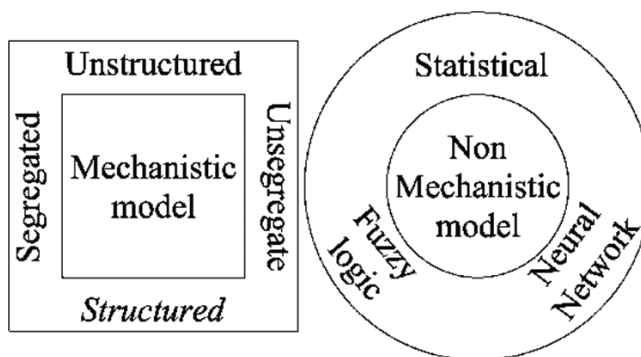 Unstructured
Segregated
Mechanistic
model
Unsegregate
Structured
Statistical
Non
Mechanistic
model
Fuzzy
logic
Neural
Network